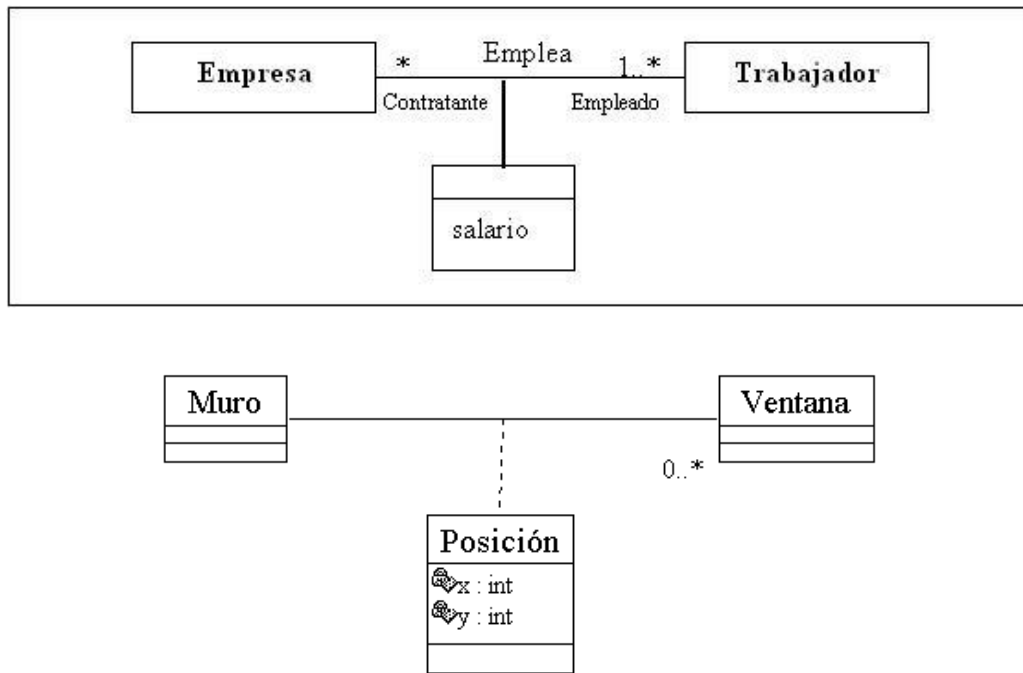 Empresa
*
Emplea
1..*
Trabajador
Contratante
Empleado
salario
Muro
Ventana
0..*
Posición
x : int
y : int